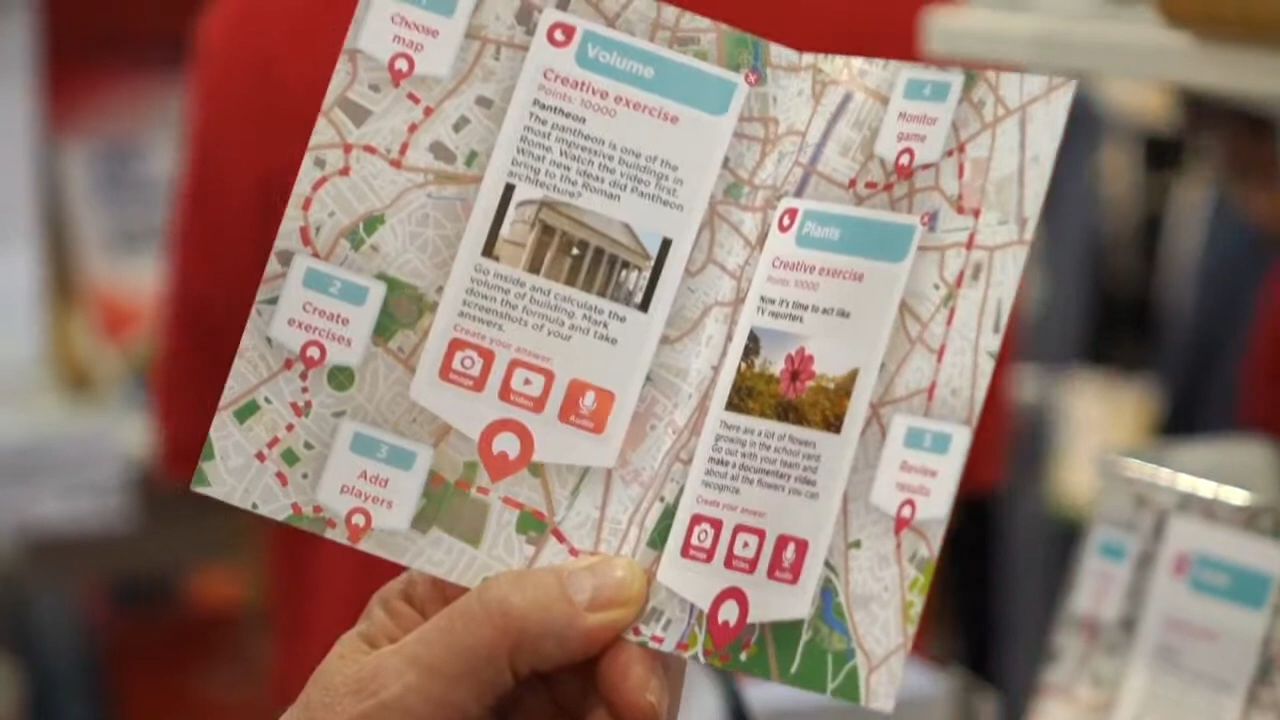 1
Choose
map
2
Create
exercises
3
Add
players
Volume
Creative exercise
Points: 10000
Pantheon
The pantheon is one of the
most impressive buildings in
Rome. Watch the video first.
What new ideas did Pantheon
bring to the Roman
architecture?
Go inside and calculate the
volume of building. Mark
down the formula and take
screenshots of your
answers.
Create your answer:
Image
Video
Audio
Plants
Creative exercise
Points: 10000
Now it's time to act like
TV reporters.
There are a lot of flowers
growing in the school yard.
Go out with your team and
make a documentary video
about all the flowers you can
recognize.
Create your answer:
Image
Video
Audio
4
Monitor
game
Review
results